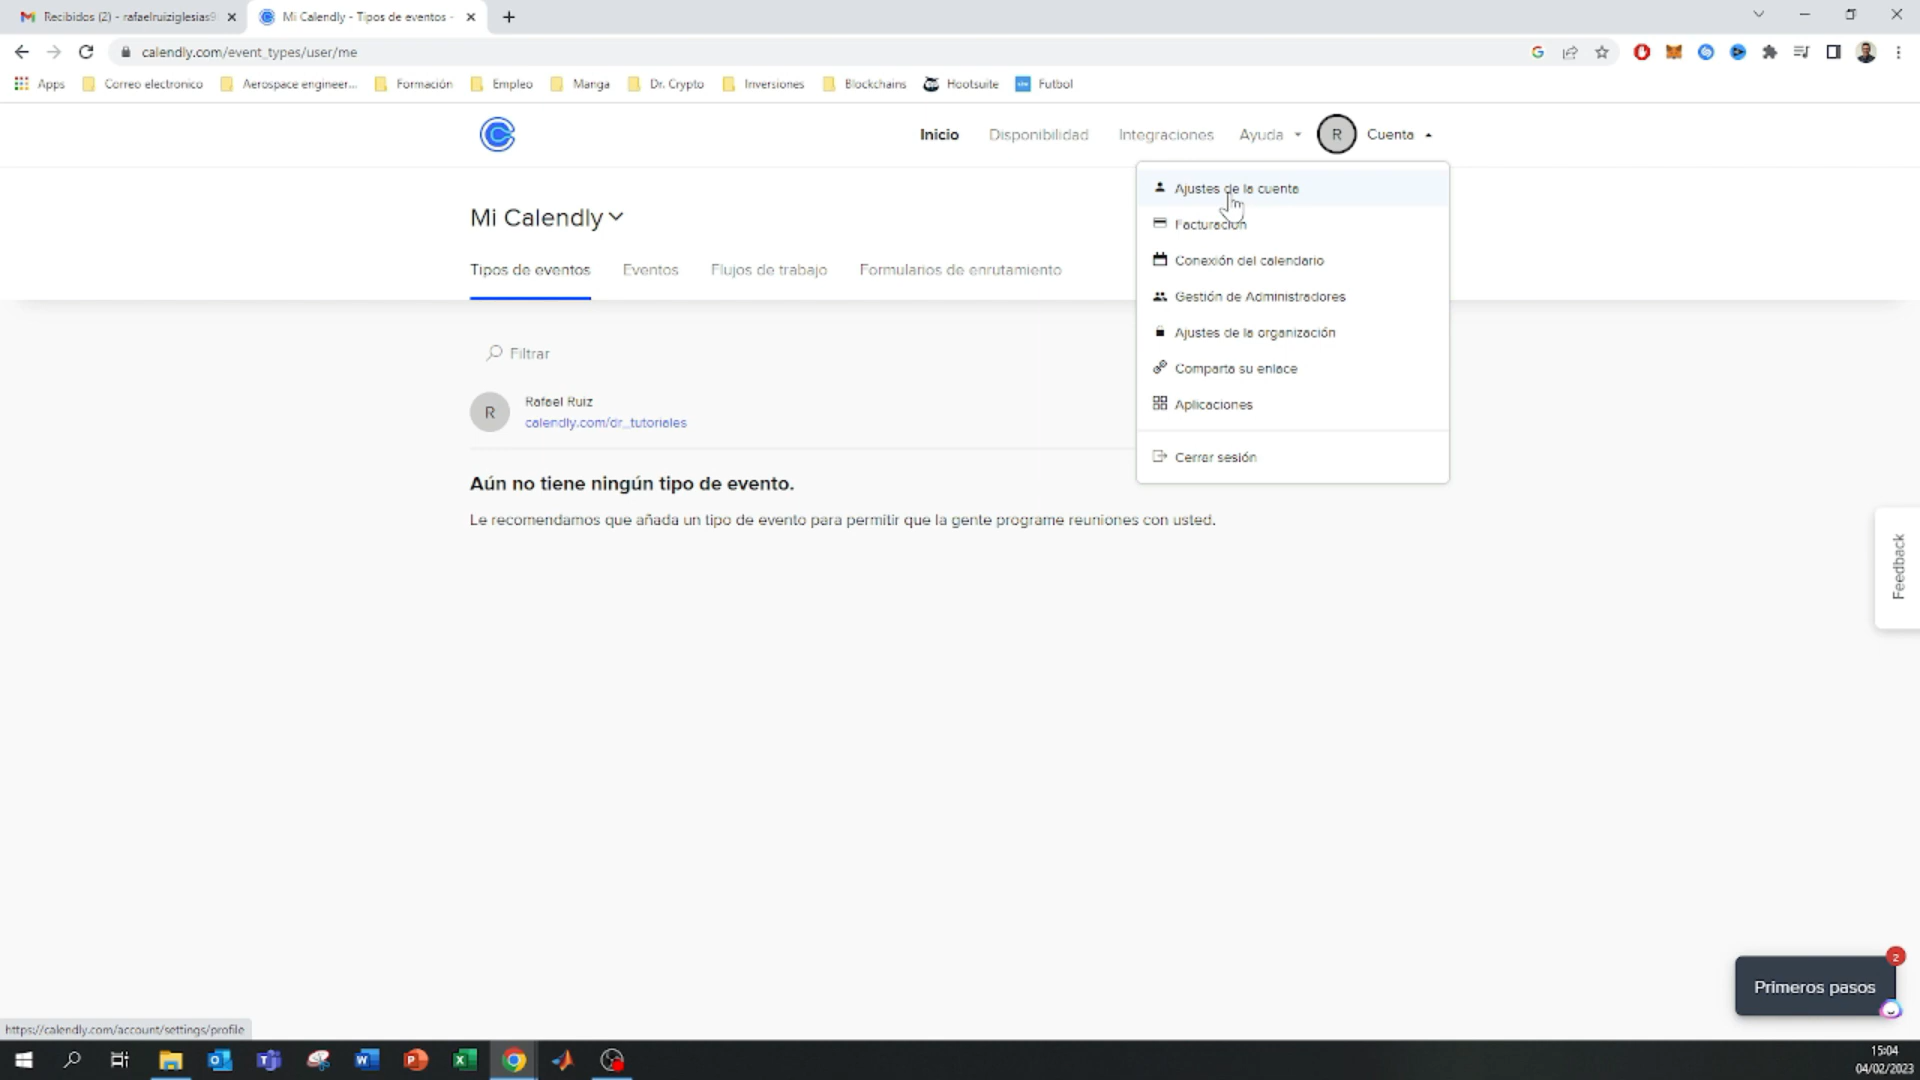 Recibidos (2) - rafaelruiziglesias9
Mi Calendly - Tipos de eventos -
calendly.com/event_types/user/me
Apps
Correo electronico
Aerospace engineer...
Formación
Empleo
Manga
Dr. Crypto
Inversiones
Blockchains
Hootsuite
Futbol
Inicio
Disponibilidad
Integraciones
Ayuda
R
Cuenta
Mi Calendly
Ajustes de la cuenta
Facturación
Conexión del calendario
Gestión de Administradores
Ajustes de la organización
Comparta su enlace
Aplicaciones
Cerrar sesión
Tipos de eventos
Eventos
Flujos de trabajo
Formularios de enrutamiento
Filtrar
R
Rafael Ruiz
calendly.com/dr_tutoriales
Aún no tiene ningún tipo de evento.
Le recomendamos que añada un tipo de evento para permitir que la gente programe reuniones con usted.
Feedback
2
Primeros pasos
https://calendly.com/account/settings/profile
15:04
04/02/2023